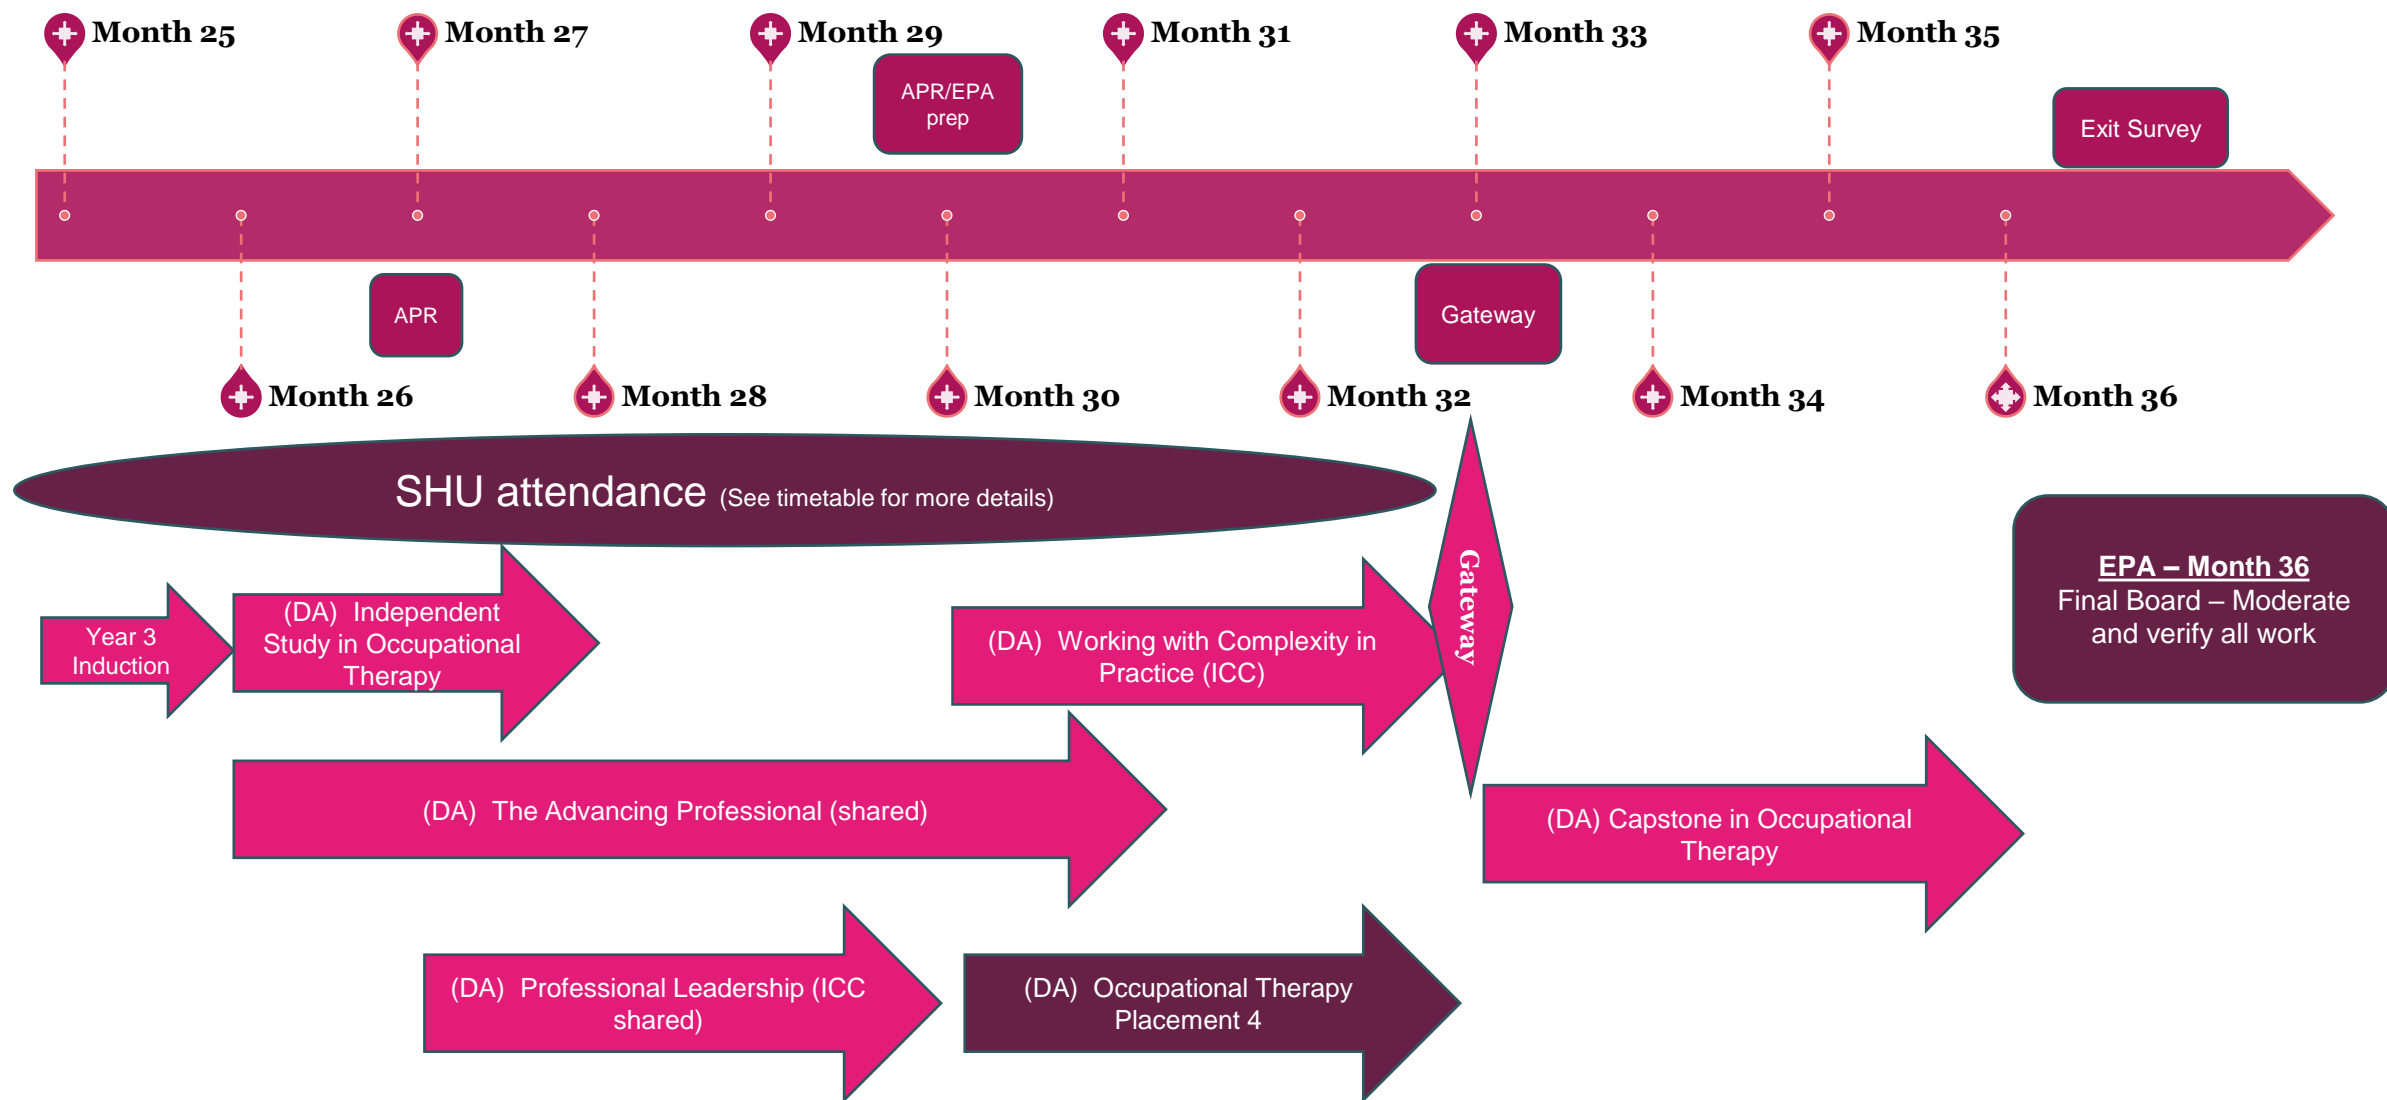 Month 25
Month 27
Month 29
Month 31
Month 33
Month 35
APR/EPA
prep
Exit Survey
APR
Gateway
Month 26
Month 28
Month 30
Month 32
Month 34
Month 36
SHU attendance (See timetable for more details)
Gateway
EPA – Month 36
Final Board – Moderate
and verify all work
Year 3
Induction
(DA)  Independent
Study in Occupational
Therapy
(DA)  Working with Complexity in
Practice (ICC)
(DA)  The Advancing Professional (shared)
(DA) Capstone in Occupational
Therapy
(DA)  Professional Leadership (ICC
shared)
(DA)  Occupational Therapy
Placement 4